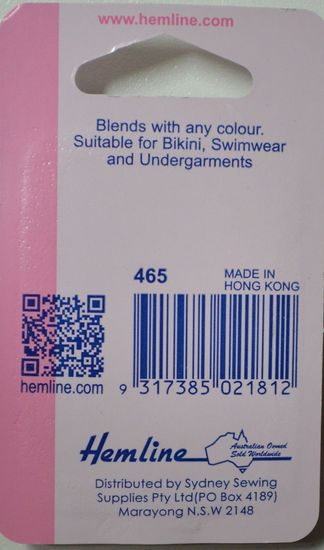 www.hemline.com
Blends with any colour.
Suitable for Bikini, Swimwear
and Undergarments
465
MADE IN
HONG KONG
hemline.com
9 317385 021812
Hemline
Australian Owned
Sold Worldwide
Distributed by Sydney Sewing
Supplies Pty Ltd(PO Box 4189)
Marayong N.S.W 2148